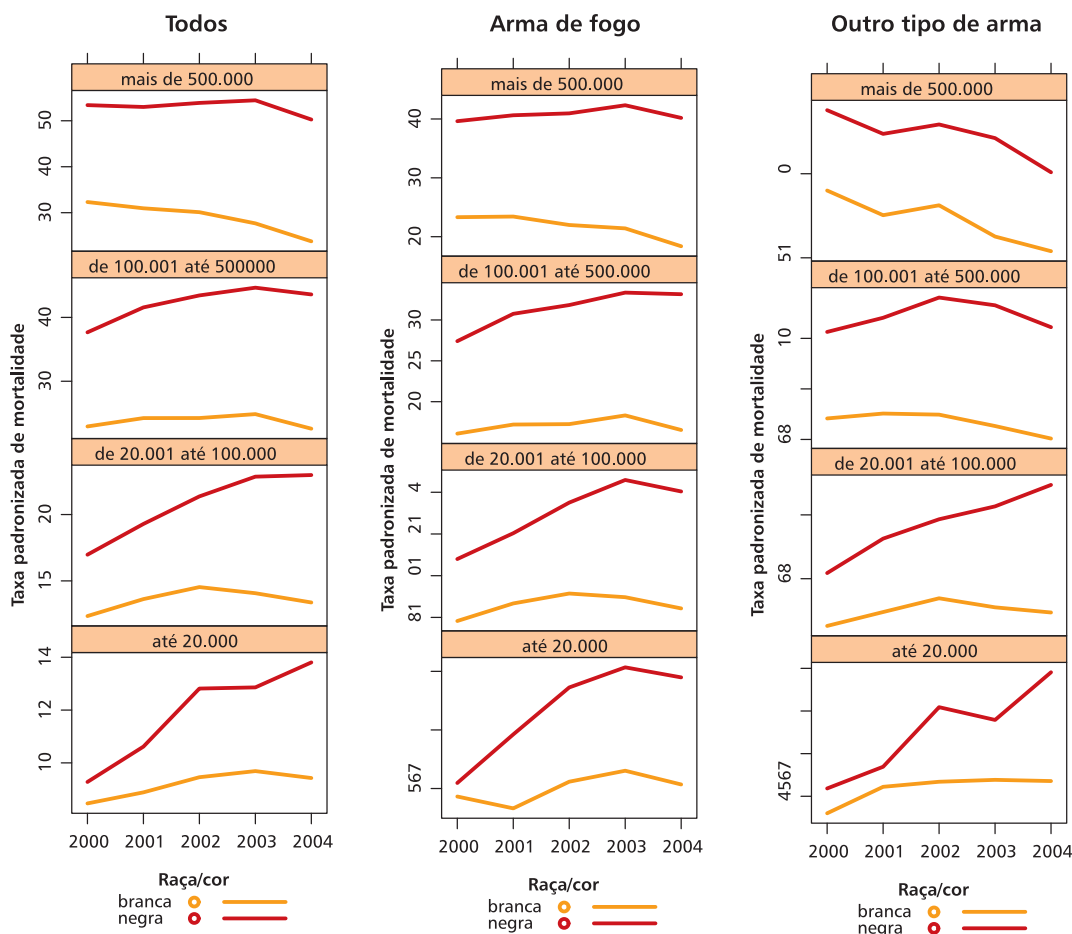 Todos
mais de 500.000
50
40
30
de 100.001 até 500000
40
30
de 20.001 até 100.000
20
15
até 20.000
14
12
10
Taxa padronizada de mortalidade
2000 2001 2002 2003 2004
Raça/cor
branca
negra
Arma de fogo
mais de 500.000
40
30
20
de 100.001 até 500.000
30
25
20
de 20.001 até 100.000
4
21
01
81
até 20.000
567
Taxa padronizada de mortalidade
2000 2001 2002 2003 2004
Raça/cor
branca
negra
Outro tipo de arma
mais de 500.000
0
51
de 100.001 até 500.000
10
68
de 20.001 até 100.000
68
até 20.000
4567
Taxa padronizada de mortalidade
2000 2001 2002 2003 2004
Raça/cor
branca
negra